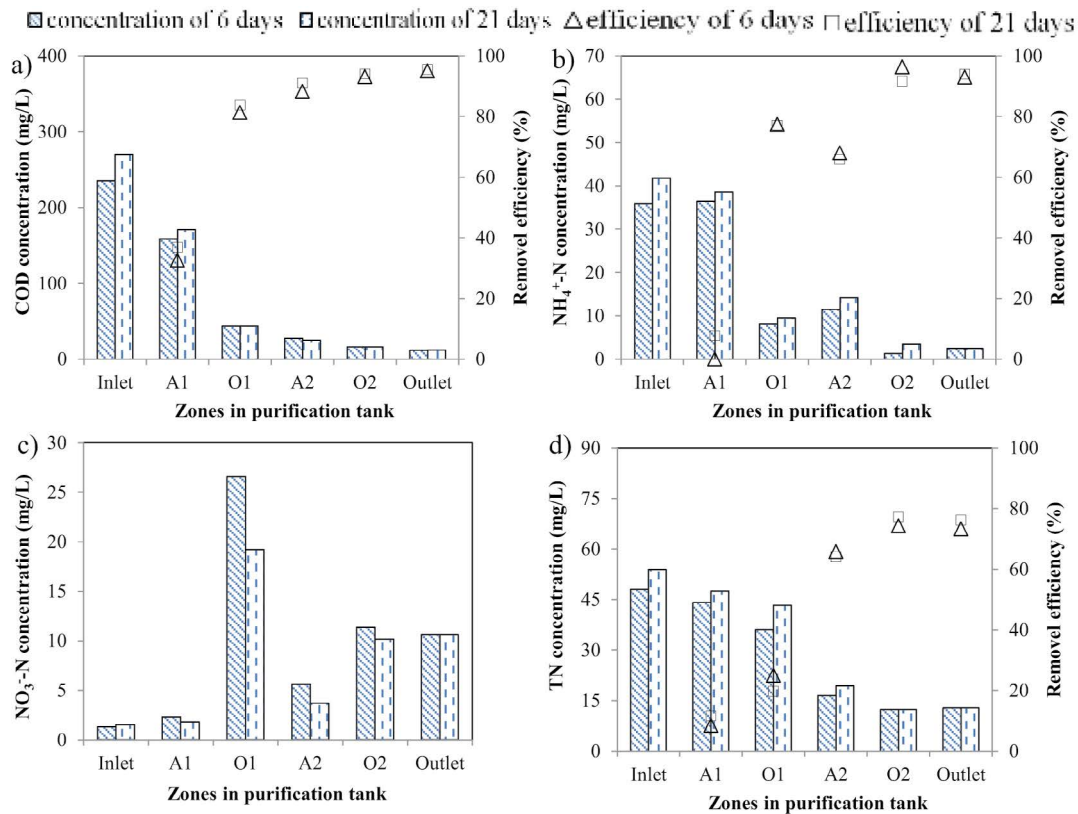 concentration of 6 days concentration of 21 days efficiency of 6 days efficiency of 21 days
a)
COD concentration (mg/L)
400
300
200
100
0
100
80
60
40
20
0
Removel efficiency (%)
Inlet A1 O1 A2 O2 Outlet
Zones in purification tank
b)
NH₄⁺-N concentration (mg/L)
70
60
50
40
30
20
10
0
100
80
60
40
20
0
Removel efficiency (%)
Inlet A1 O1 A2 O2 Outlet
Zones in purification tank
c)
NO₃⁻-N concentration (mg/L)
30
25
20
15
10
5
0
Inlet A1 O1 A2 O2 Outlet
Zones in purification tank
d)
TN concentration (mg/L)
90
75
60
45
30
15
0
100
80
60
40
20
0
Removel efficiency (%)
Inlet A1 O1 A2 O2 Outlet
Zones in purification tank